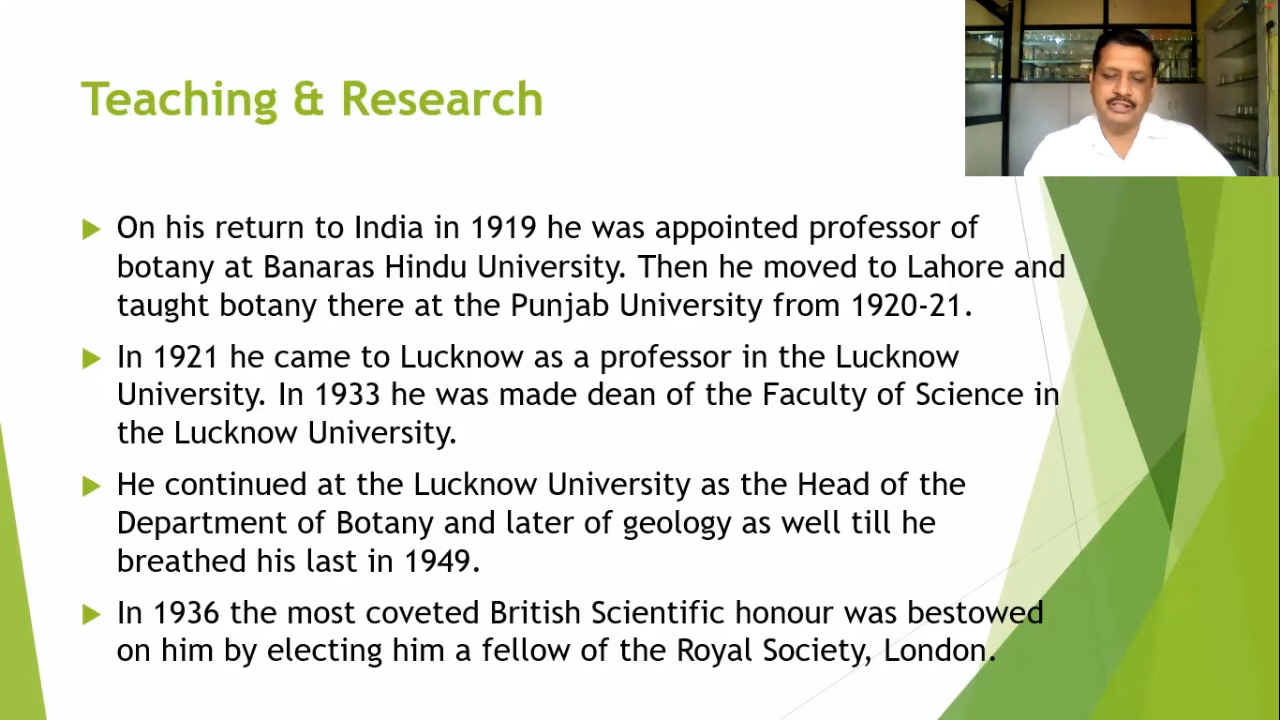 Teaching & Research
On his return to India in 1919 he was appointed professor of
botany at Banaras Hindu University. Then he moved to Lahore and
taught botany there at the Punjab University from 1920-21.
In 1921 he came to Lucknow as a professor in the Lucknow
University. In 1933 he was made dean of the Faculty of Science in
the Lucknow University.
He continued at the Lucknow University as the Head of the
Department of Botany and later of geology as well till he
breathed his last in 1949.
In 1936 the most coveted British Scientific honour was bestowed
on him by electing him a fellow of the Royal Society, London.